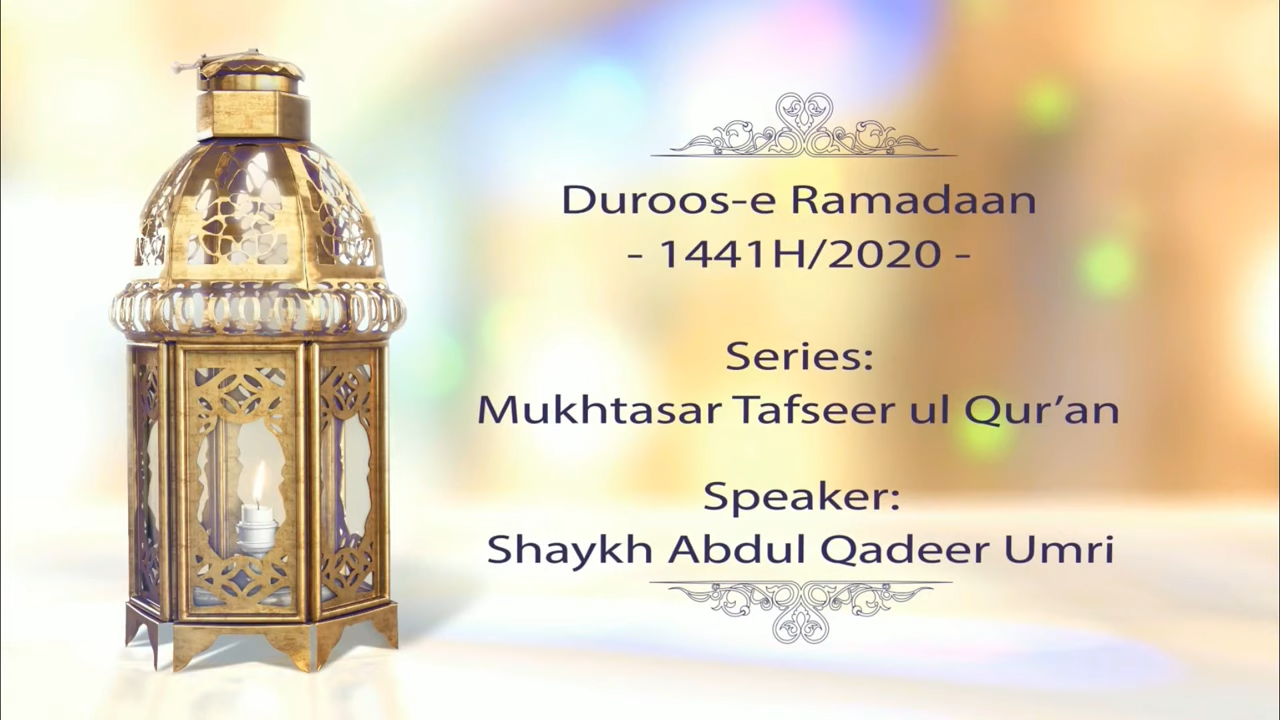 Duroos-e Ramadaan
- 1441H/2020 -
Series:
Mukhtasar Tafseer ul Qur’an
Speaker:
Shaykh Abdul Qadeer Umri